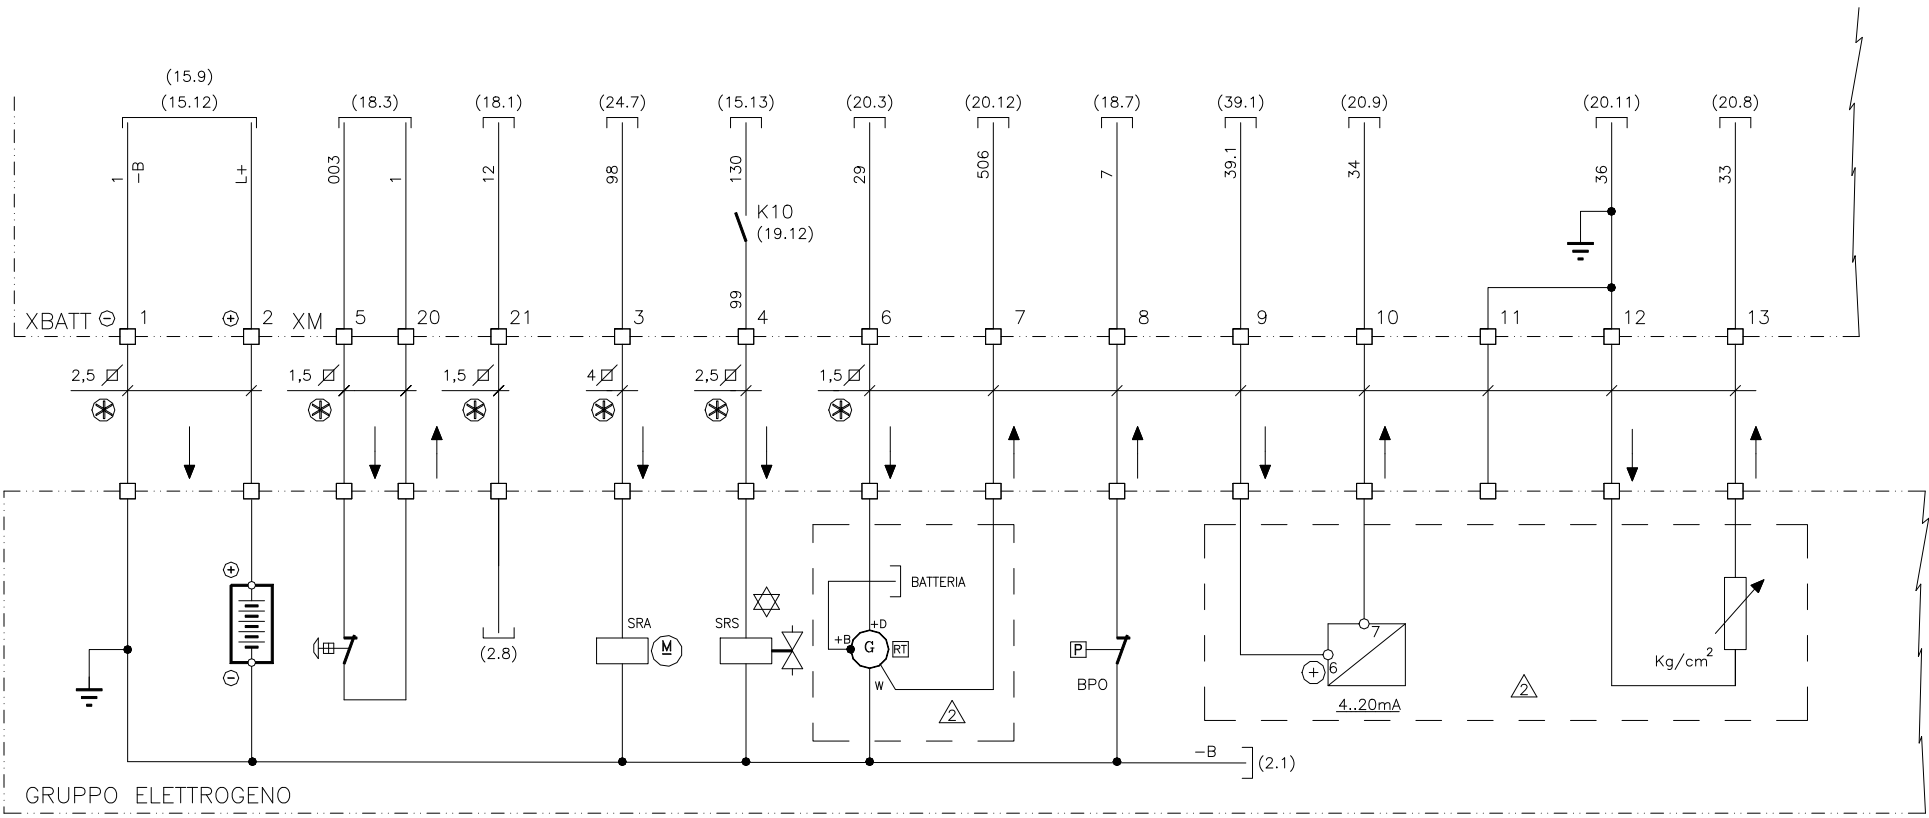 (15.9)
(15.12) (18.3) (18.1) (24.7) (15.13) (20.3) (20.12) (18.7) (39.1) (20.9) (20.11) (20.8)
1 -B L+ 003 1 12 98 130 29 506 7 39.1 34 36 33
K10
(19.12)
99
XBATT - 1 + 2 XM 5 20 21 3 4 6 7 8 9 10 11 12 13
2,5 1,5 1,5 4 2,5 1,5
+
BATTERIA
SRA M SRS +D
+B G RT 7
(2.8) P 6 Kg/cm²
- W BPO +
2 4..20mA 2
-B (2.1)
GRUPPO ELETTROGENO